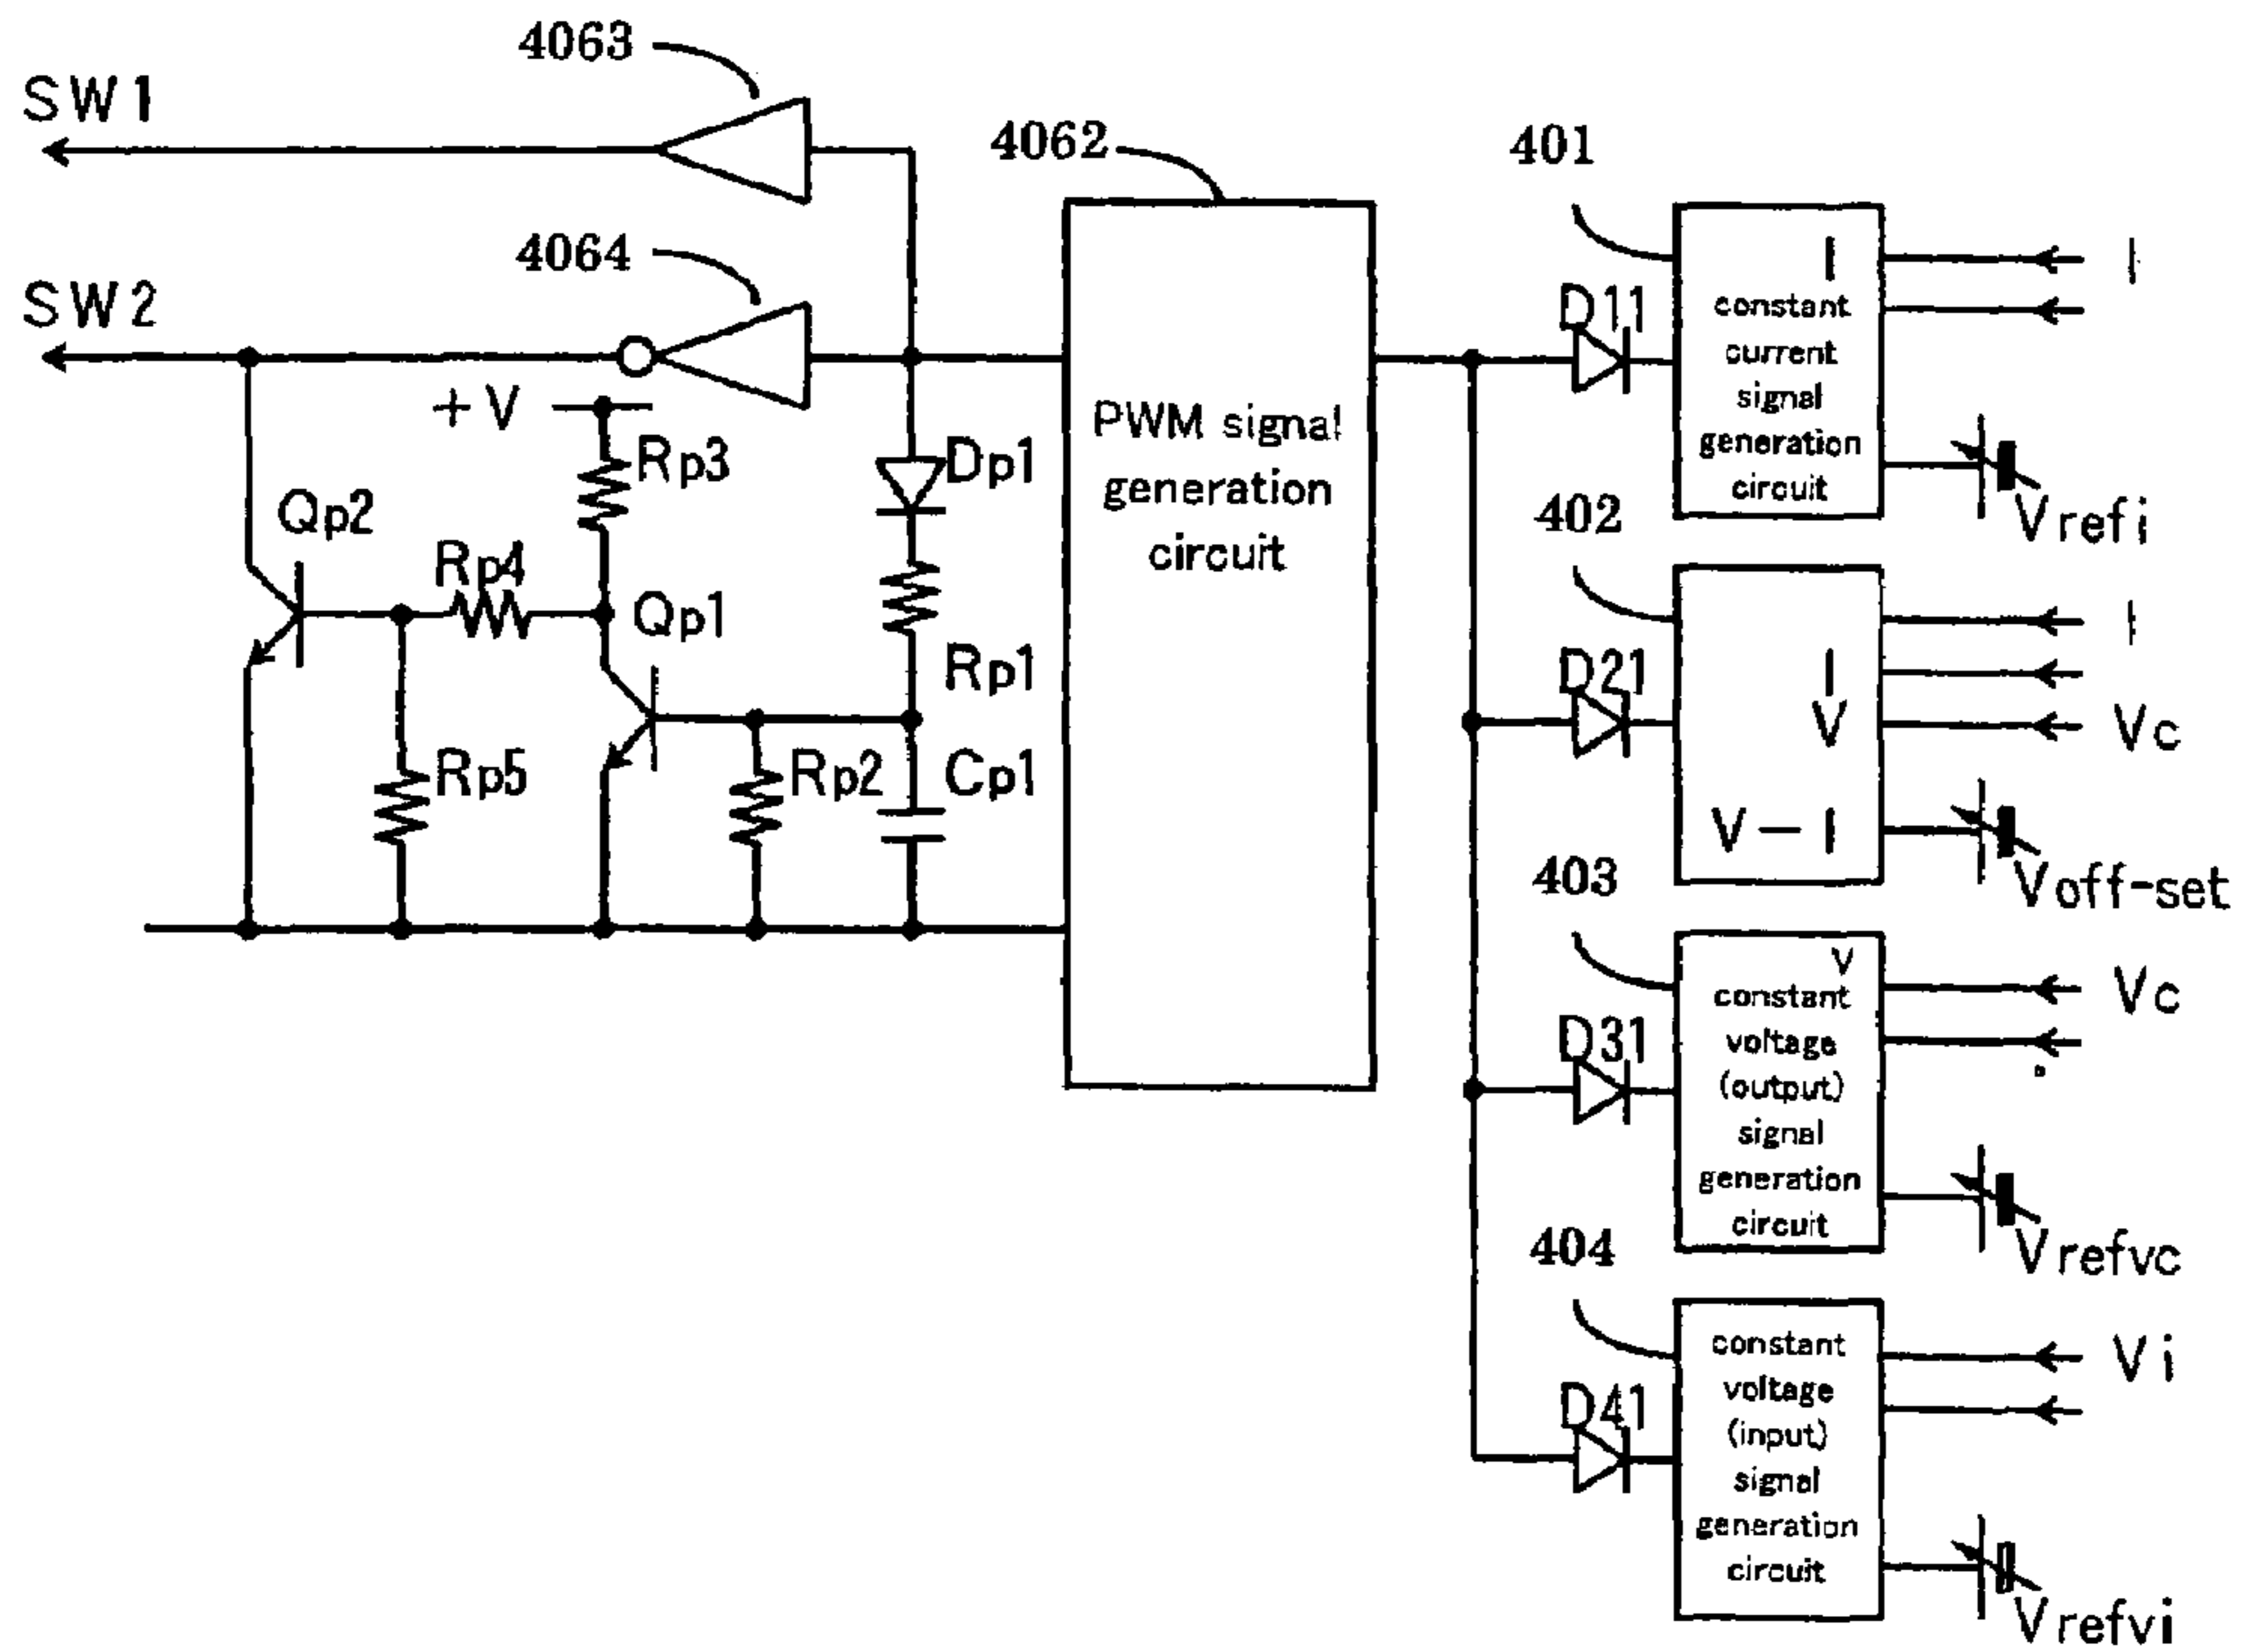 4063
SW1
4062
401
4064
SW2
+V
Rp3
Dp1
Qp2
Rp4
Qp1
Rp1
Rp5
Rp2
Cp1
PWM signal
generation
circuit
D11
I
constant
current
signal
generation
circuit
I
Vrefi
402
D21
I
V
V-I
I
Vc
Voff-set
403
D31
V
constant
voltage
(output)
signal
generation
circuit
Vc
Vrefvc
404
D41
constant
voltage
(input)
signal
generation
circuit
Vi
Vrefvi